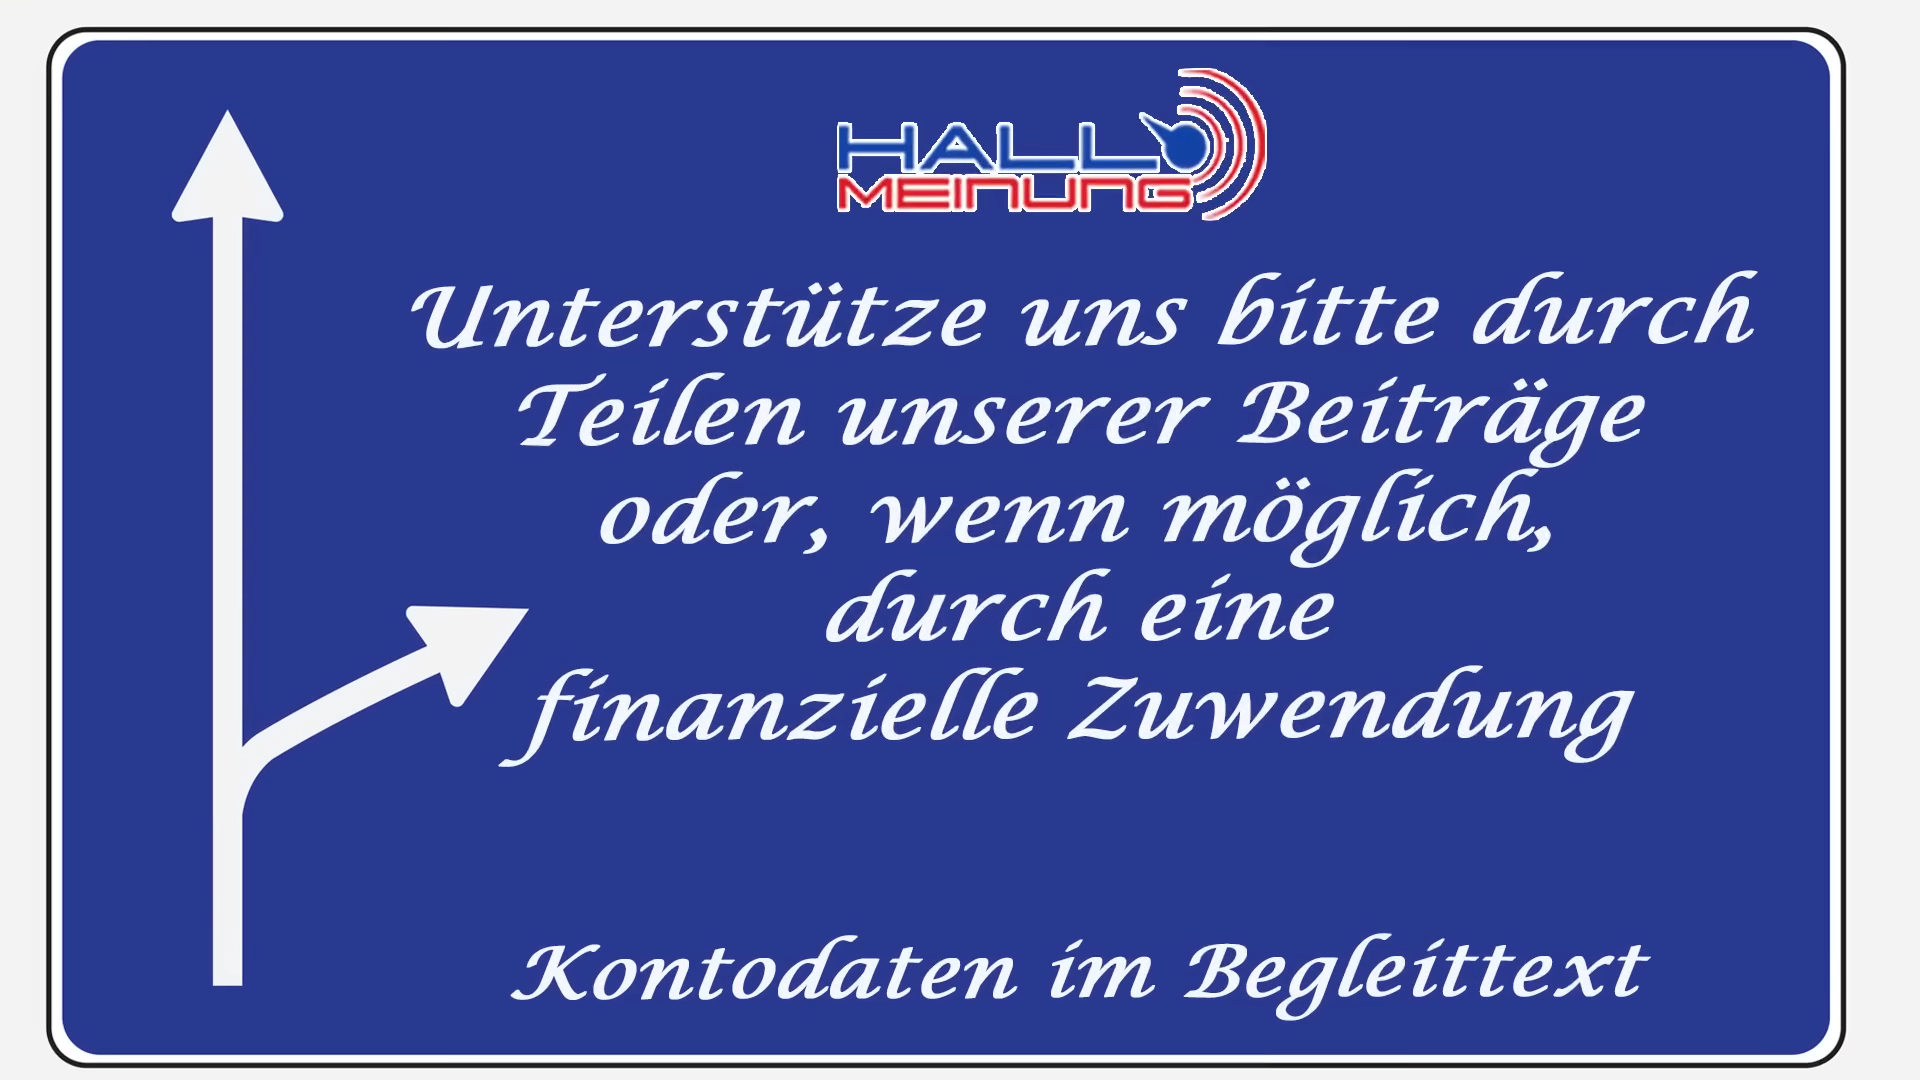 HALLO
MEINUNG
Unterstütze uns bitte durch
Teilen unserer Beiträge
oder, wenn möglich,
durch eine
finanzielle Zuwendung
Kontodaten im Begleittext